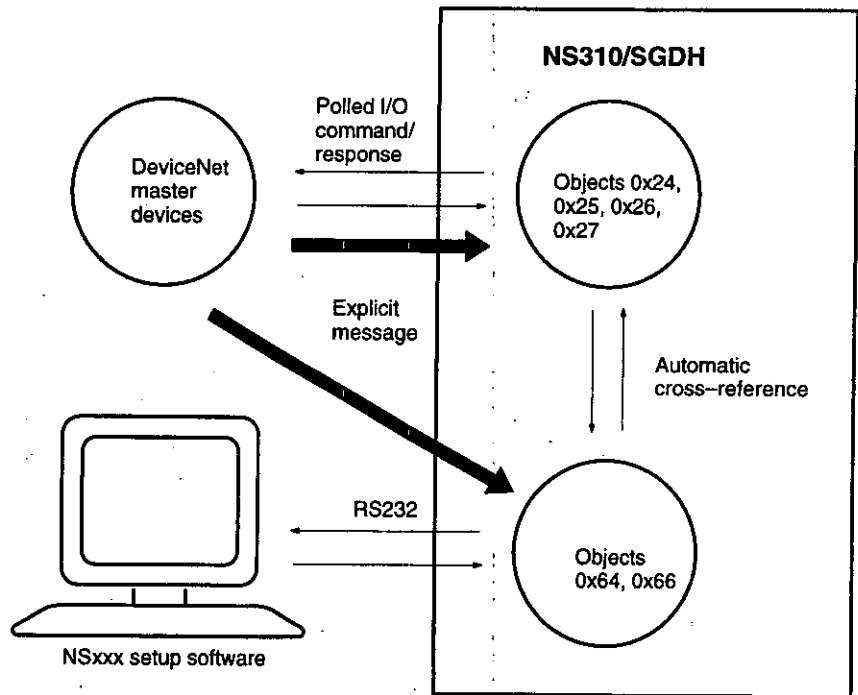 NS310/SGDH
Polled I/O
command/
response
DeviceNet
master
devices
Objects 0x24,
0x25, 0x26,
0x27
Explicit
message
Automatic
cross–reference
RS232
Objects
0x64, 0x66
NSxxx setup software